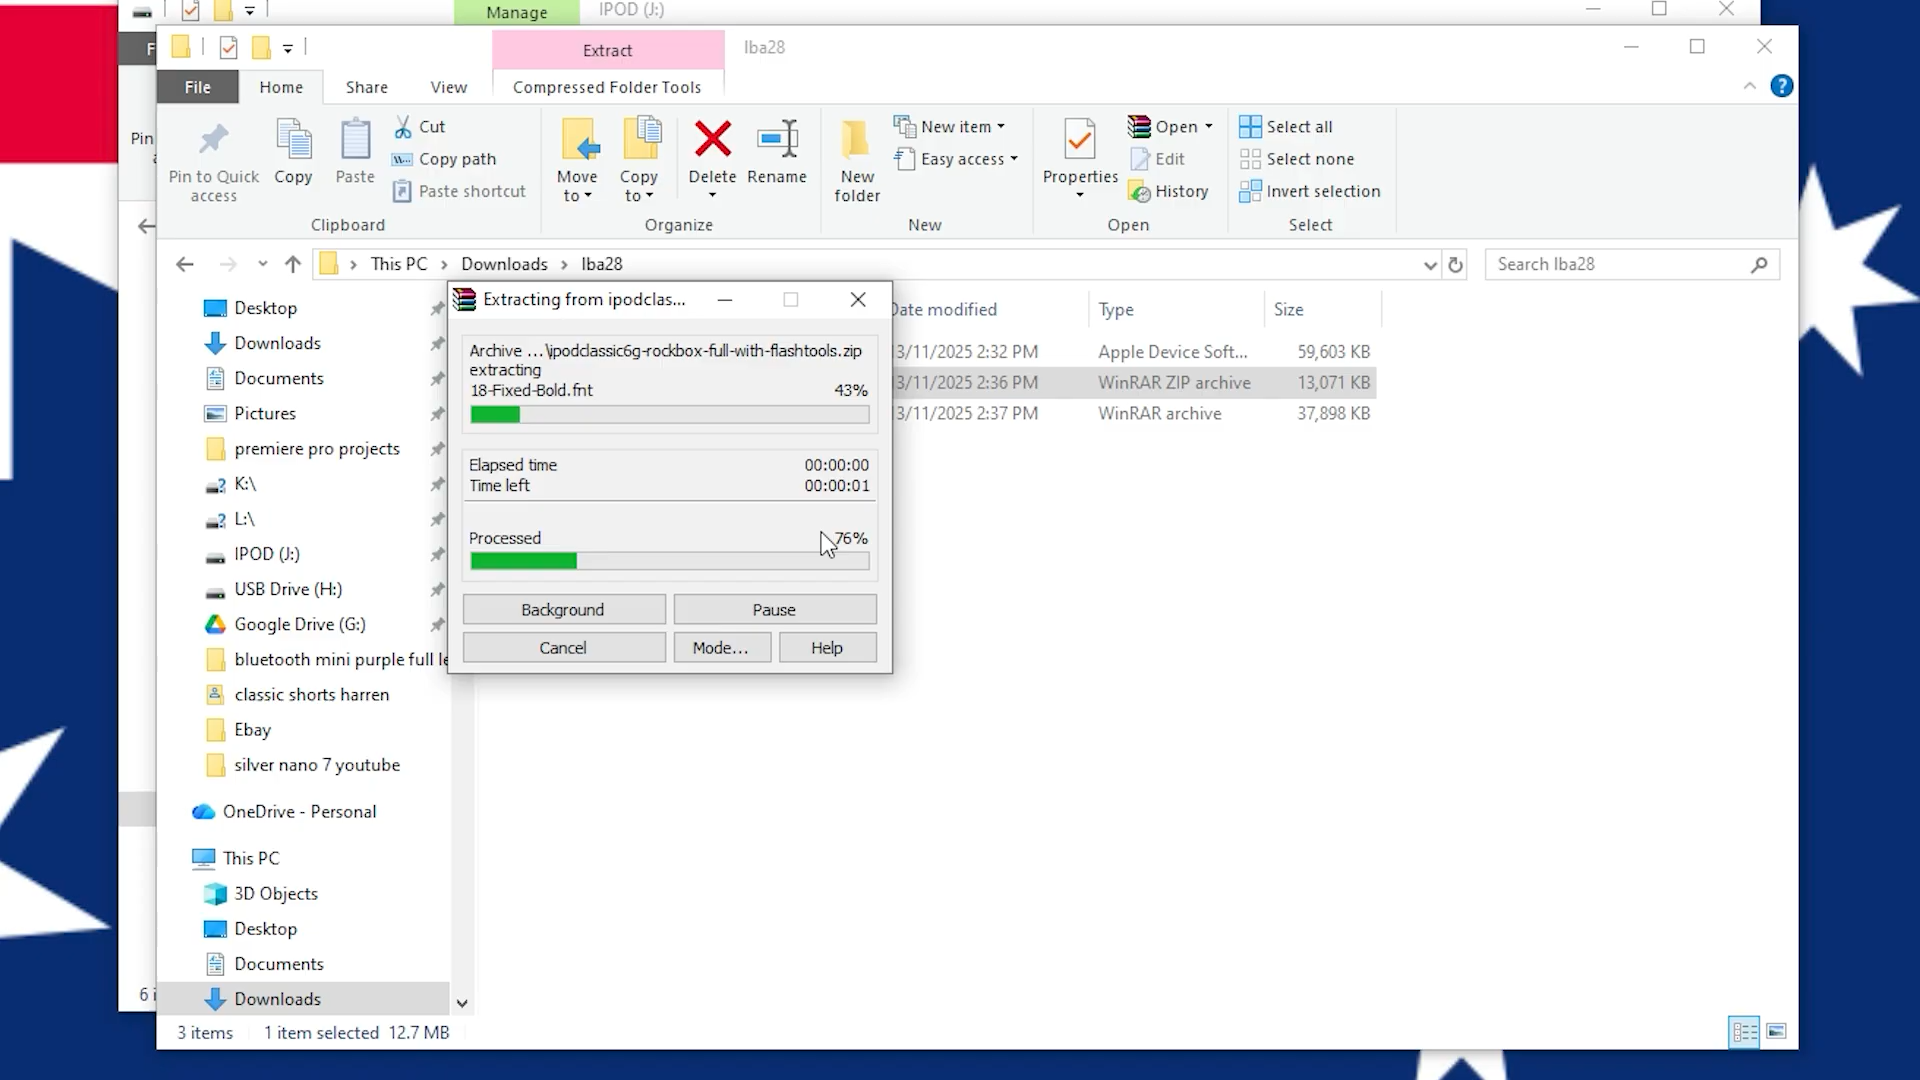 Manage
IPOD (J:)
F
Pin
6 i
Extract
lba28
File
Home
Share
View
Compressed Folder Tools
Pin to Quick
access
Copy
Paste
Cut
Copy path
Paste shortcut
Clipboard
Move
to
Copy
to
Delete
Rename
Organize
New
folder
New item
Easy access
New
Properties
Open
Edit
History
Open
Select all
Select none
Invert selection
Select
This PC
Downloads
lba28
Search lba28
Desktop
Downloads
Documents
Pictures
premiere pro projects
K:\
L:\
IPOD (J:)
USB Drive (H:)
Google Drive (G:)
bluetooth mini purple full le
classic shorts harren
Ebay
silver nano 7 youtube
OneDrive - Personal
This PC
3D Objects
Desktop
Documents
Downloads
Date modified
Type
Size
13/11/2025 2:32 PM
Apple Device Soft...
59,603 KB
13/11/2025 2:36 PM
WinRAR ZIP archive
13,071 KB
13/11/2025 2:37 PM
WinRAR archive
37,898 KB
Extracting from ipodclas...
Archive ...\ipodclassic6g-rockbox-full-with-flashtools.zip
extracting
18-Fixed-Bold.fnt
43%
Elapsed time
00:00:00
Time left
00:00:01
Processed
76%
Background
Pause
Cancel
Mode...
Help
3 items
1 item selected 12.7 MB